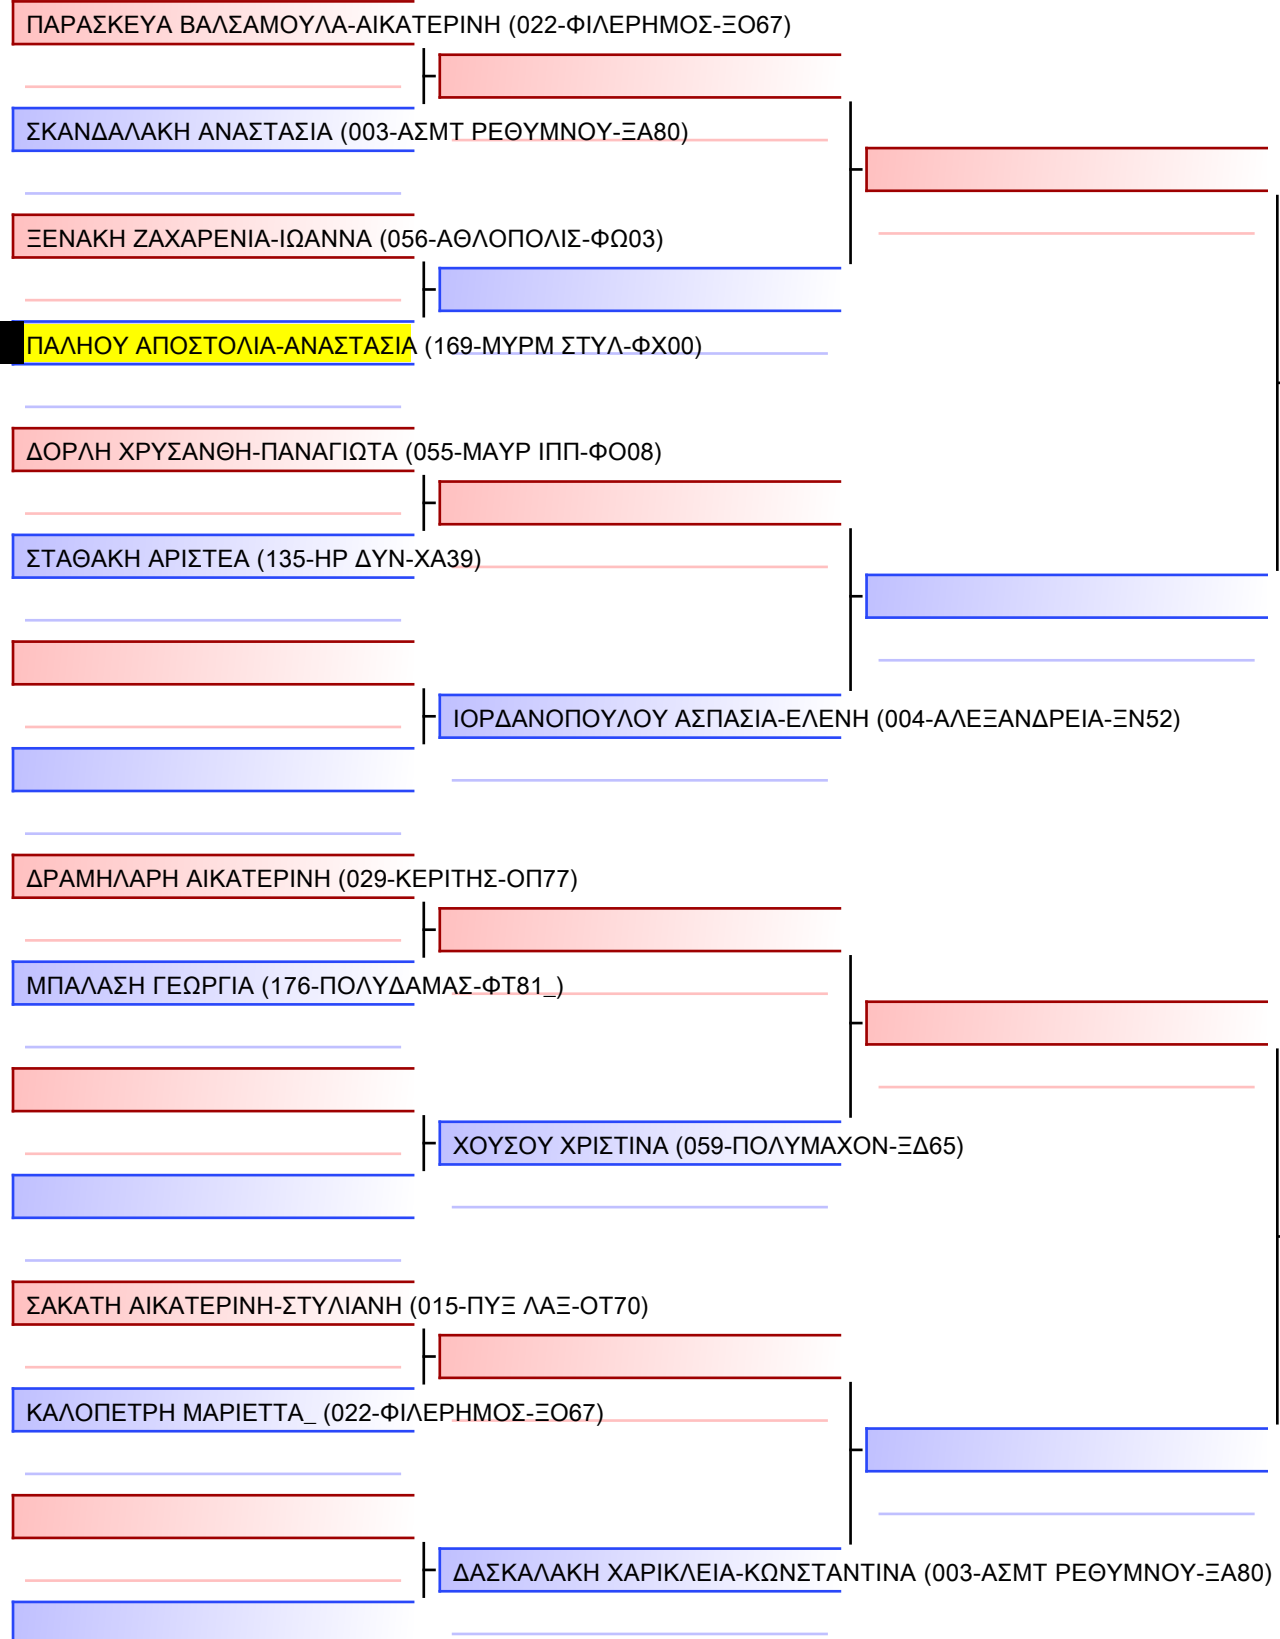 ΠΑΡΑΣΚΕΥΑ ΒΑΛΣΑΜΟΥΛΑ-ΑΙΚΑΤΕΡΙΝΗ (022-ΦΙΛΕΡΗΜΟΣ-ΞΟ67)
ΣΚΑΝΔΑΛΑΚΗ ΑΝΑΣΤΑΣΙΑ (003-ΑΣΜΤ ΡΕΘΥΜΝΟΥ-ΞΑ80)
ΞΕΝΑΚΗ ΖΑΧΑΡΕΝΙΑ-ΙΩΑΝΝΑ (056-ΑΘΛΟΠΟΛΙΣ-ΦΩ03)
ΠΑΛΗΟΥ ΑΠΟΣΤΟΛΙΑ-ΑΝΑΣΤΑΣΙΑ (169-ΜΥΡΜ ΣΤΥΛ-ΦΧ00)
ΔΟΡΛΗ ΧΡΥΣΑΝΘΗ-ΠΑΝΑΓΙΩΤΑ (055-ΜΑΥΡ ΙΠΠ-ΦΟ08)
ΣΤΑΘΑΚΗ ΑΡΙΣΤΕΑ (135-ΗΡ ΔΥΝ-ΧΑ39)
ΙΟΡΔΑΝΟΠΟΥΛΟΥ ΑΣΠΑΣΙΑ-ΕΛΕΝΗ (004-ΑΛΕΞΑΝΔΡΕΙΑ-ΞΝ52)
ΔΡΑΜΗΛΑΡΗ ΑΙΚΑΤΕΡΙΝΗ (029-ΚΕΡΙΤΗΣ-ΟΠ77)
ΜΠΑΛΑΣΗ ΓΕΩΡΓΙΑ (176-ΠΟΛΥΔΑΜΑΣ-ΦΤ81_)
ΧΟΥΣΟΥ ΧΡΙΣΤΙΝΑ (059-ΠΟΛΥΜΑΧΟΝ-ΞΔ65)
ΣΑΚΑΤΗ ΑΙΚΑΤΕΡΙΝΗ-ΣΤΥΛΙΑΝΗ (015-ΠΥΞ ΛΑΞ-ΟΤ70)
ΚΑΛΟΠΕΤΡΗ ΜΑΡΙΕΤΤΑ_ (022-ΦΙΛΕΡΗΜΟΣ-ΞΟ67)
ΔΑΣΚΑΛΑΚΗ ΧΑΡΙΚΛΕΙΑ-ΚΩΝΣΤΑΝΤΙΝΑ (003-ΑΣΜΤ ΡΕΘΥΜΝΟΥ-ΞΑ80)